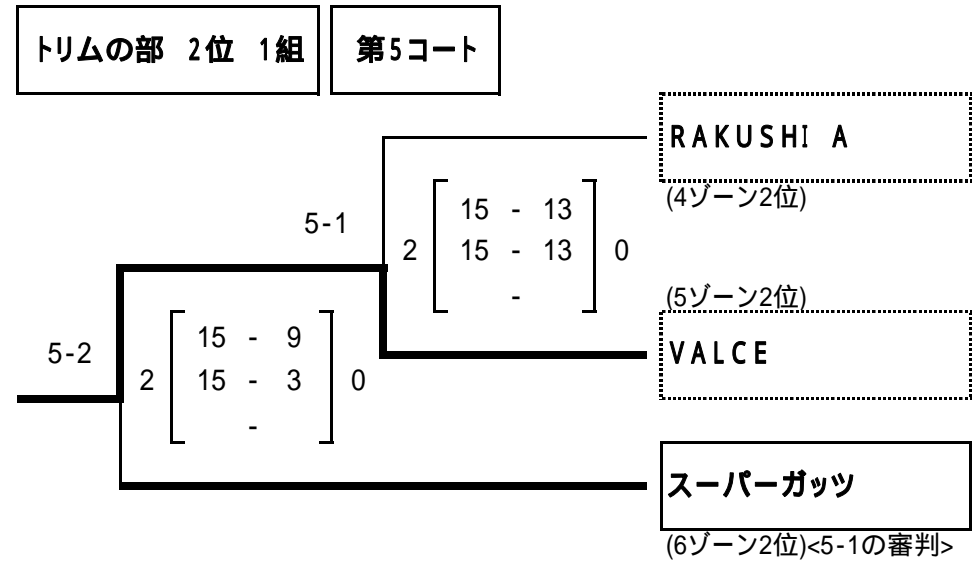 トリムの部 2位 1組
第5コート
RAKUSHI A
(4ゾーン2位)
5-1
2
15 - 13
15 - 13
-
0
(5ゾーン2位)
VALCE
5-2
2
15 - 9
15 - 3
-
0
スーパーガッツ
(6ゾーン2位)<5-1の審判>